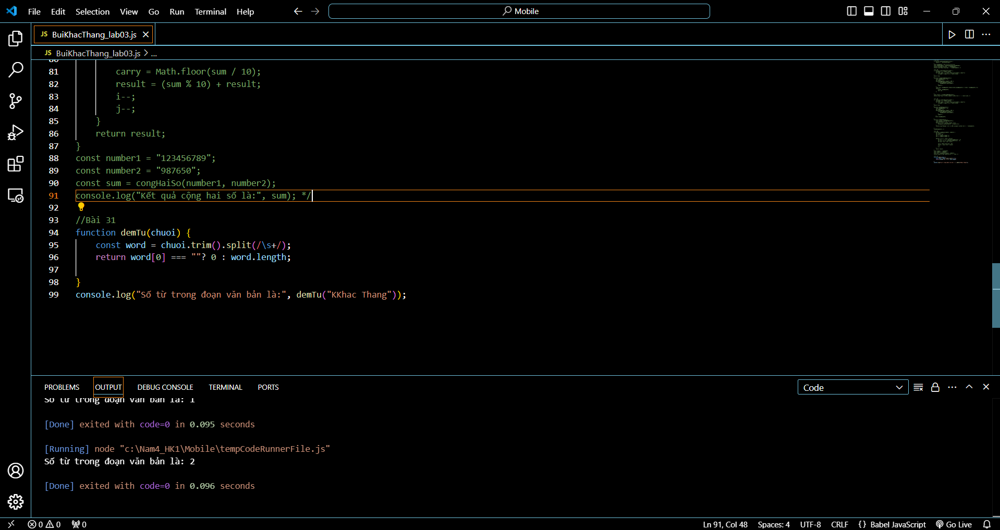 File Edit Selection View Go Run Terminal Help
Mobile
JS BuiKhacThang_lab03.js
JS BuiKhacThang_lab03.js > ...
80
81 carry = Math.floor(sum / 10);
82 result = (sum % 10) + result;
83 i--;
84 j--;
85 }
86 return result;
87 }
88 const number1 = "123456789";
89 const number2 = "987650";
90 const sum = congHaiSo(number1, number2);
91 console.log("Kết quả cộng hai số là:", sum); */
92
93 //Bài 31
94 function demTu(chuoi) {
95 const word = chuoi.trim().split(/\s+/);
96 return word[0] === ""? 0 : word.length;
97
98 }
99 console.log("Số từ trong đoạn văn bản là:", demTu("KKhac Thang"));
PROBLEMS OUTPUT DEBUG CONSOLE TERMINAL PORTS
Code
Số từ trong đoạn văn bản là: 1
[Done] exited with code=0 in 0.095 seconds
[Running] node "c:\Nam4_HK1\Mobile\tempCodeRunnerFile.js"
Số từ trong đoạn văn bản là: 2
[Done] exited with code=0 in 0.096 seconds
0 0 0 Ln 91, Col 48 Spaces: 4 UTF-8 CRLF {} Babel JavaScript Go Live